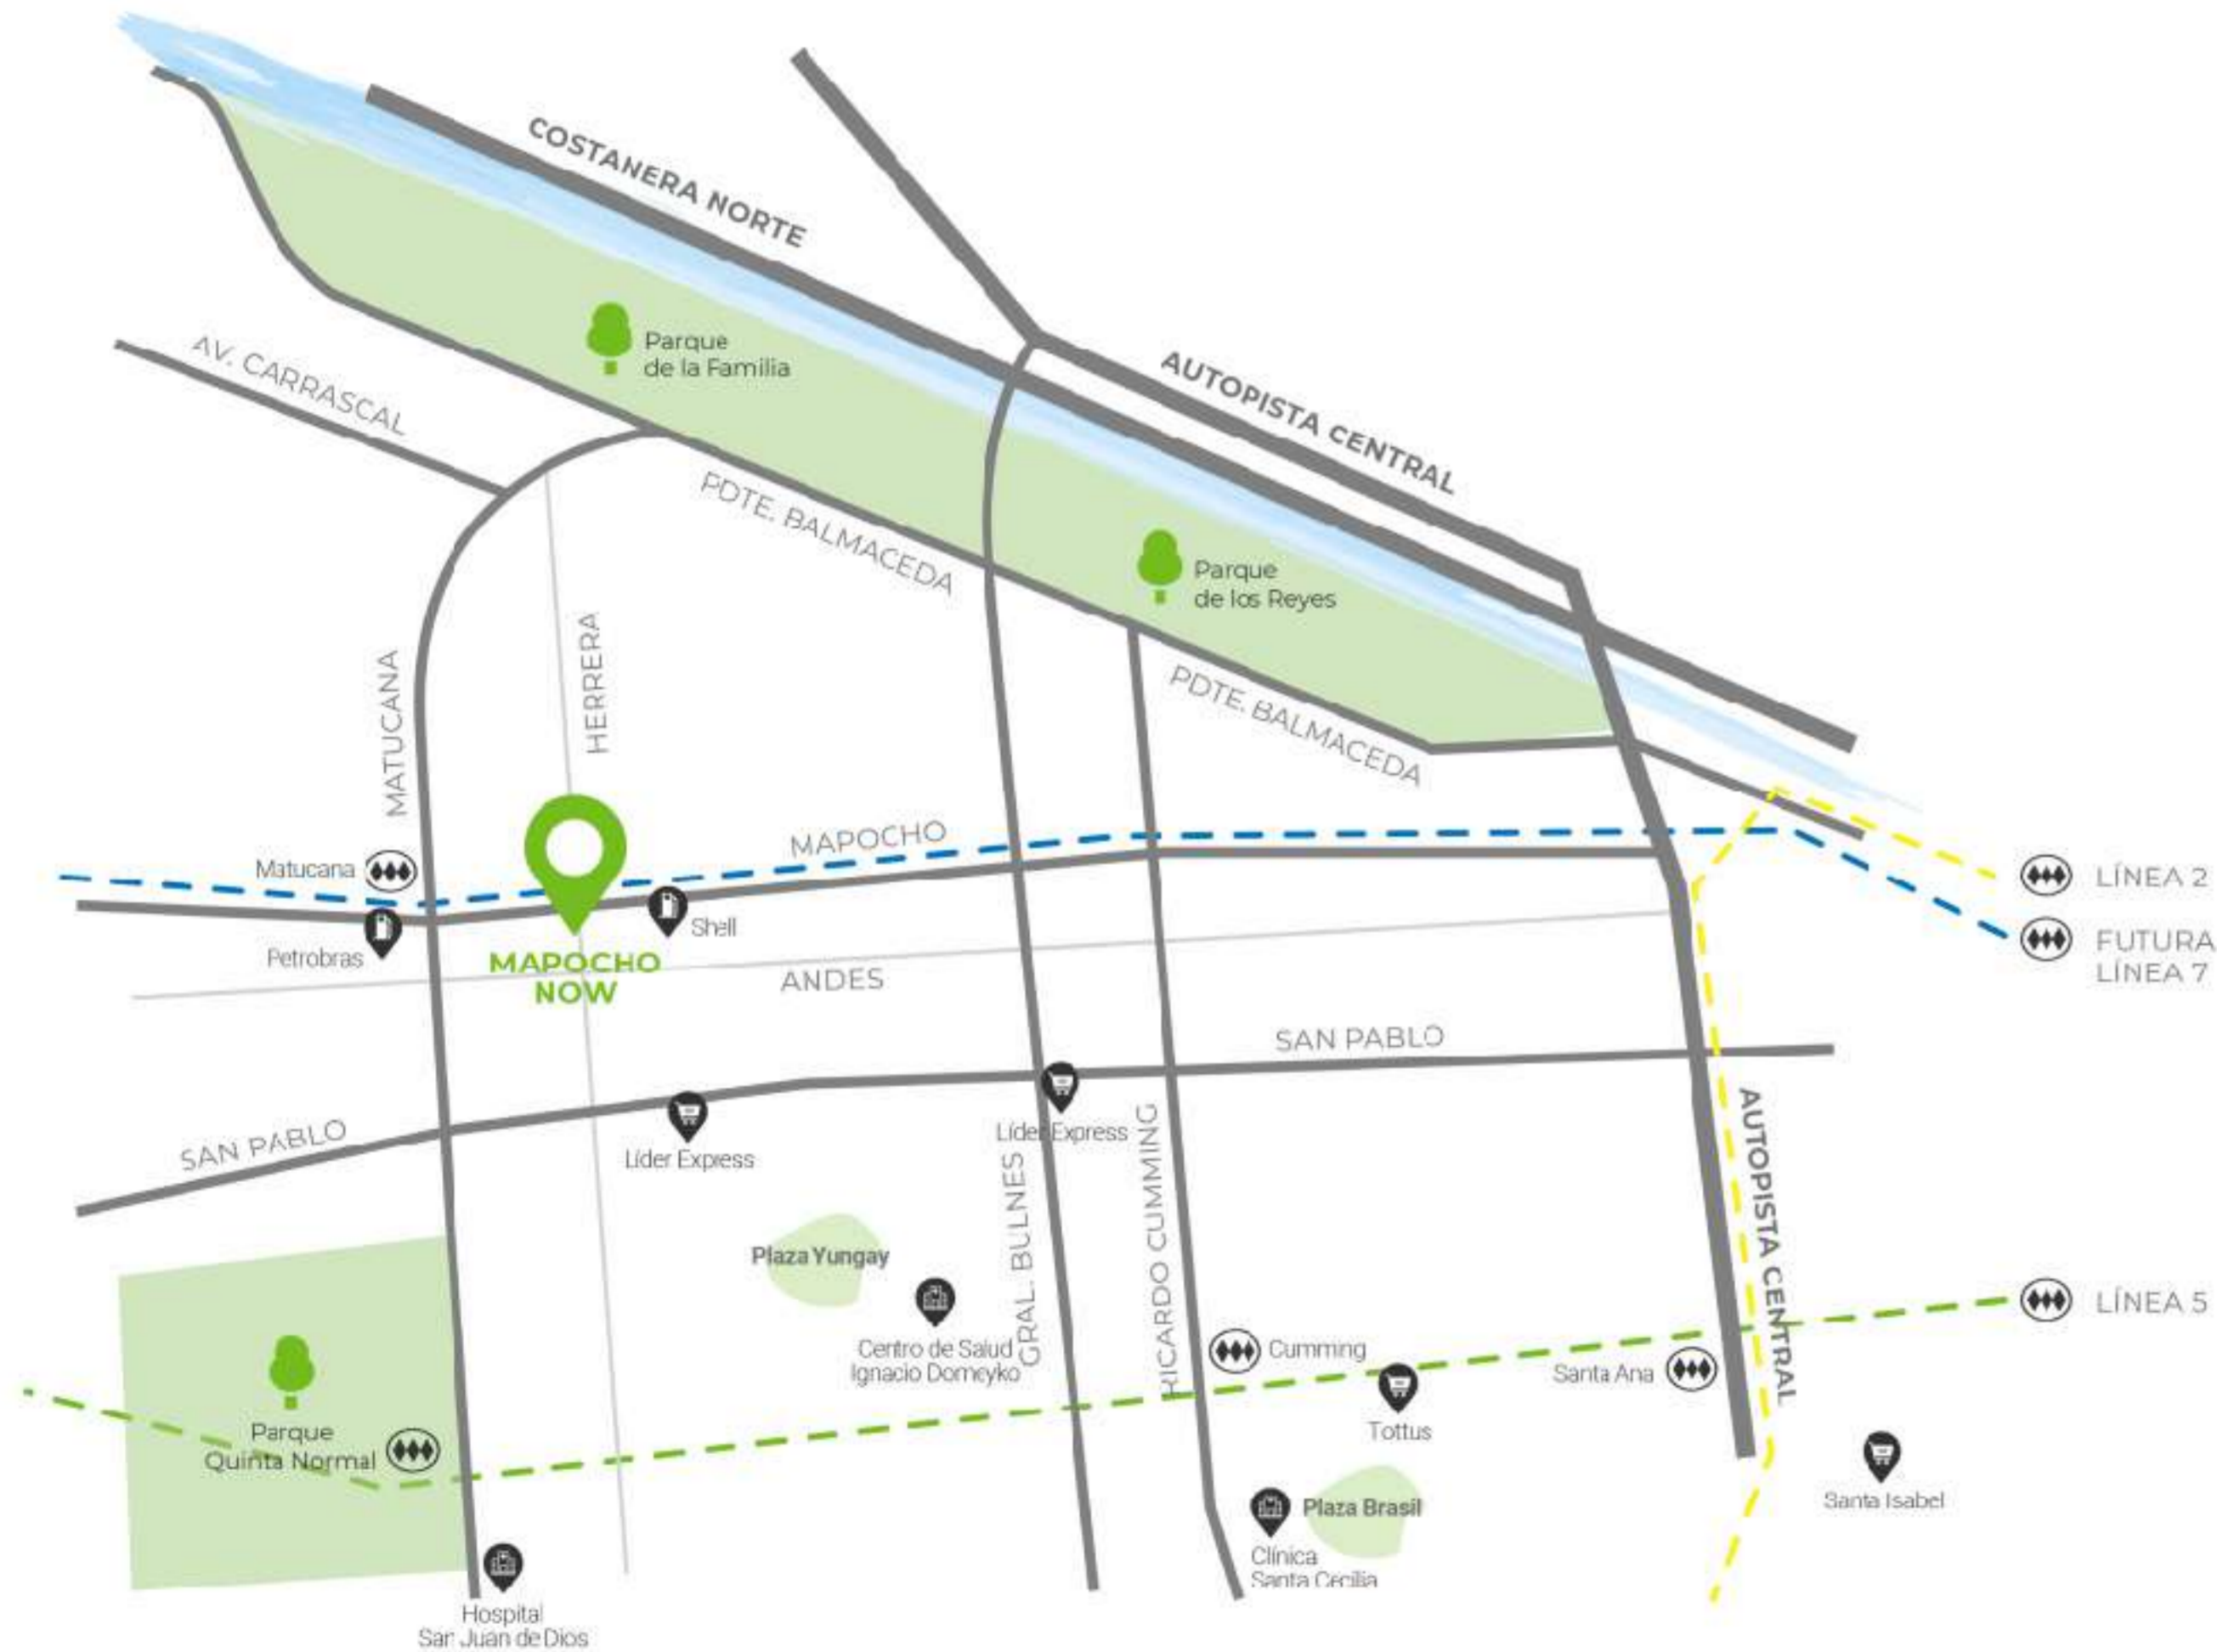 COSTANERA NORTE
AUTOPISTA CENTRAL
Parque
de la Familia
AV. CARRASCAL
PDTE. BALMACEDA
Parque
de los Reyes
HERRERA
MATUCANA
PDTE. BALMACEDA
MAPOCHO
Matucana
LÍNEA 2
Shell
Petrobras
MAPOCHO
NOW
ANDES
FUTURA
LÍNEA 7
SAN PABLO
SAN PABLO
Líder Express
Líder Express
AUTOPISTA CENTRAL
GRAL. BULNES
RICARDO CUMMING
Plaza Yungay
Centro de Salud
Ignacio Domeyko
LÍNEA 5
Cumming
Santa Ana
Parque
Quinta Normal
Tottus
Santa Isabel
Plaza Brasil
Clínica
Santa Cecilia
Hospital
San Juan de Dios